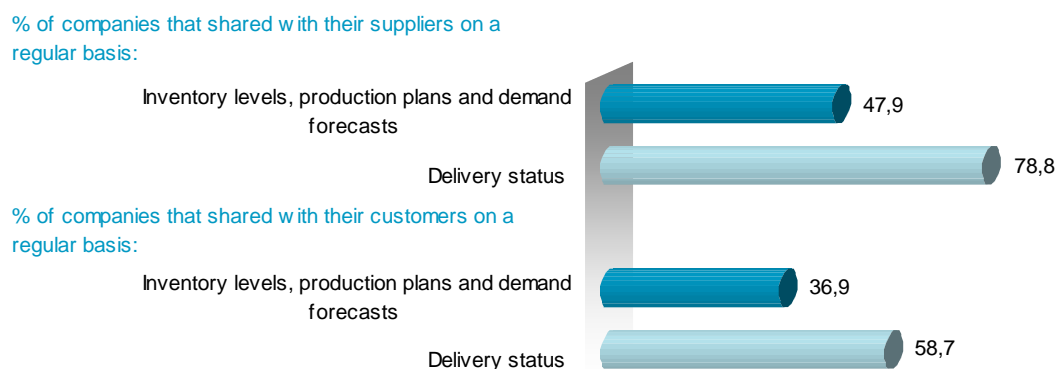 % of companies that shared with their suppliers on a
regular basis:
Inventory levels, production plans and demand
forecasts
47,9
Delivery status
78,8
% of companies that shared with their customers on a
regular basis:
Inventory levels, production plans and demand
forecasts
36,9
Delivery status
58,7